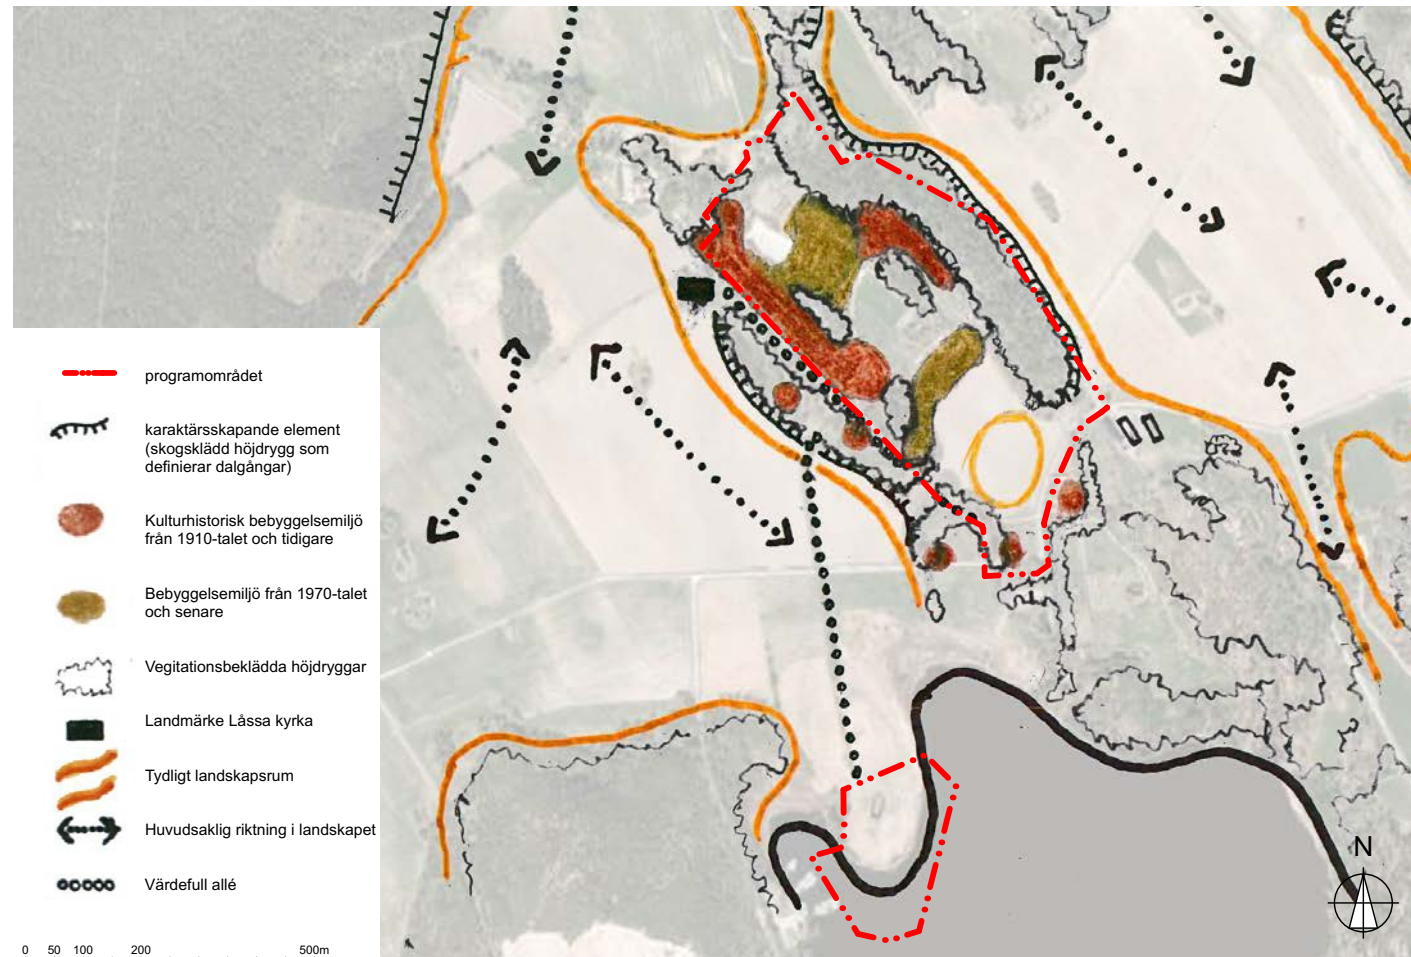 programområdet
karaktärsskapande element
(skogsklädd höjdrygg som
definierar dalgångar)
Kulturhistorisk bebyggelsemiljö
från 1910-talet och tidigare
Bebyggelsemiljö från 1970-talet
och senare
Vegitationsbeklädda höjdryggar
Landmärke Låssa kyrka
Tydligt landskapsrum
Huvudsaklig riktning i landskapet
Värdefull allé
0 50 100 200 500m
N